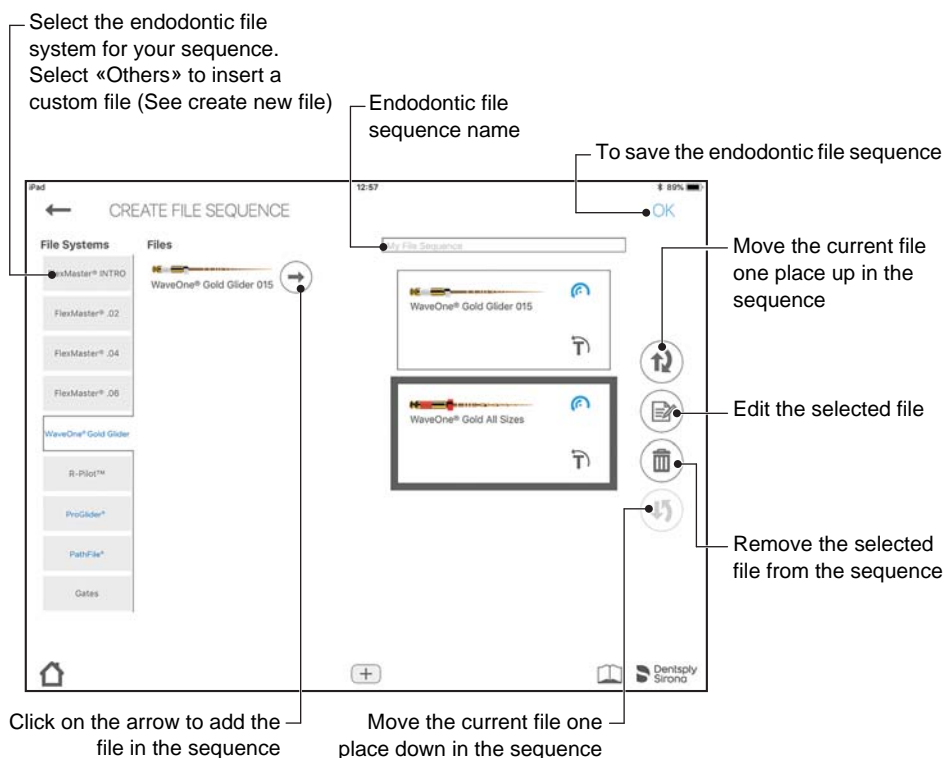 Select the endodontic file
system for your sequence.
Select «Others» to insert a
custom file (See create new file)
Endodontic file
sequence name
To save the endodontic file sequence
iPad
12:57
89%
CREATE FILE SEQUENCE
OK
File Systems
Files
My File Sequence
FlexMaster® INTRO
WaveOne® Gold Glider 015
FlexMaster® .02
FlexMaster® .04
FlexMaster® .06
WaveOne® Gold Glider
R-Pilot™
ProGlider®
PathFile®
Gates
WaveOne® Gold Glider 015
T
WaveOne® Gold All Sizes
T
Move the current file
one place up in the
sequence
Edit the selected file
Remove the selected
file from the sequence
Dentsply
Sirona
Click on the arrow to add the
file in the sequence
Move the current file one
place down in the sequence